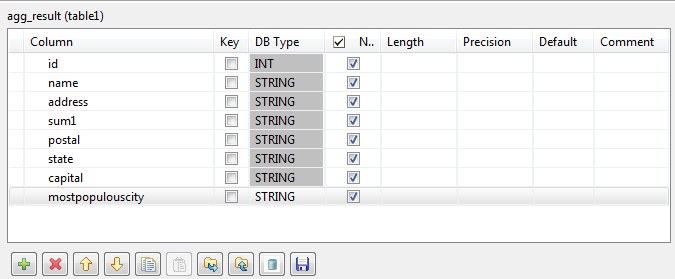 agg_result (table1)
Column Key DB Type N.. Length Precision Default Comment
id INT
name STRING
address STRING
sum1 STRING
postal STRING
state STRING
capital STRING
mostpopulouscity STRING